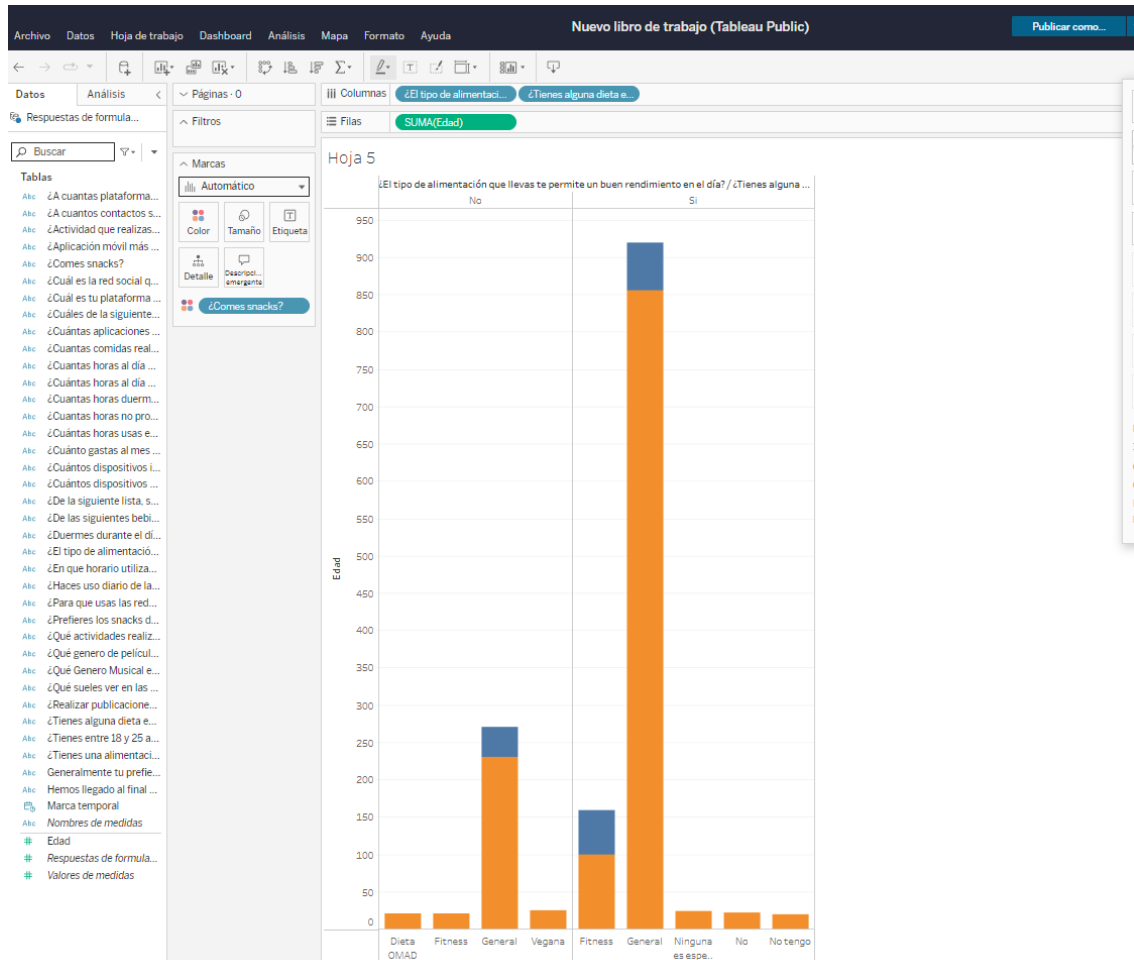 Nuevo libro de trabajo (Tableau Public)
Publicar como...
Archivo Datos Hoja de trabajo Dashboard Análisis Mapa Formato Ayuda
Datos Análisis
Respuestas de formula...
Buscar
Tablas
¿A cuantas plataforma...
¿A cuantos contactos s...
¿Actividad que realizas...
¿Aplicación móvil más ...
¿Comes snacks?
¿Cuál es la red social q...
¿Cuál es tu plataforma ...
¿Cuáles de la siguiente...
¿Cuántas aplicaciones ...
¿Cuantas comidas real...
¿Cuantas horas al día ...
¿Cuántas horas al día ...
¿Cuantas horas duerm...
¿Cuantas horas no pro...
¿Cuántas horas usas e...
¿Cuánto gastas al mes ...
¿Cuántos dispositivos i...
¿Cuántos dispositivos ...
¿De la siguiente lista, s...
¿De las siguientes bebi...
¿Duermes durante el dí...
¿El tipo de alimentació...
¿En que horario utiliza...
¿Haces uso diario de la...
¿Para que usas las red...
¿Prefieres los snacks d...
¿Qué actividades realiz...
¿Qué genero de películ...
¿Qué Genero Musical e...
¿Qué sueles ver en las ...
¿Realizar publicacione...
¿Tienes alguna dieta e...
¿Tienes entre 18 y 25 a...
¿Tienes una alimentaci...
Generalmente tu prefie...
Hemos llegado al final ...
Marca temporal
Nombres de medidas
Edad
Respuestas de formula...
Valores de medidas
Páginas · 0
Filtros
Marcas
Automático
Color Tamaño Etiqueta
Detalle Descripci... emergente
¿Comes snacks?
Columnas ¿El tipo de alimentaci... ¿Tienes alguna dieta e...
Filas SUMA(Edad)
Hoja 5
¿El tipo de alimentación que llevas te permite un buen rendimiento en el día? / ¿Tienes alguna ...
No Si
950
900
850
800
750
700
650
600
550
500
450
400
350
300
250
200
150
100
50
0
Edad
Dieta Fitness General Vegana Fitness General Ninguna No No tengo
OMAD es espe..